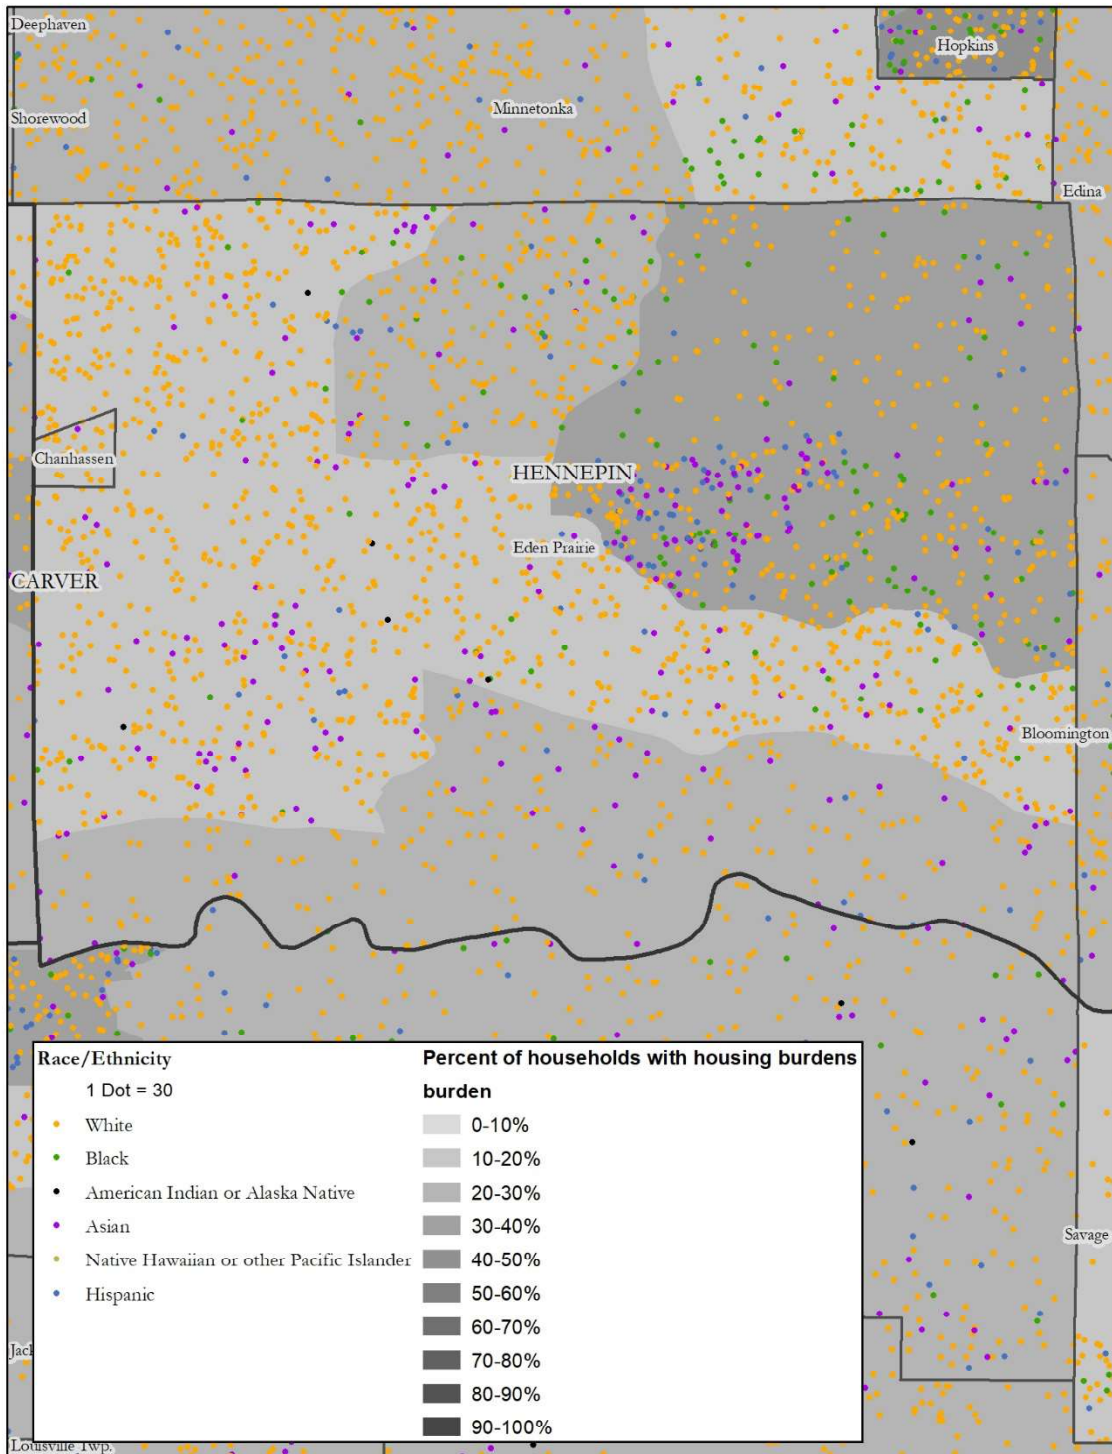 Deephaven
Hopkins
Minnetonka
Shorewood
Edina
Chanhassen
HENNEPIN
Eden Prairie
CARVER
Bloomington
Race/Ethnicity
1 Dot = 30
White
Black
American Indian or Alaska Native
Asian
Native Hawaiian or other Pacific Islander
Hispanic
Percent of households with housing burdens
burden
0-10%
10-20%
20-30%
30-40%
40-50%
50-60%
60-70%
70-80%
80-90%
90-100%
Savage
Jac
Louisville Twp.